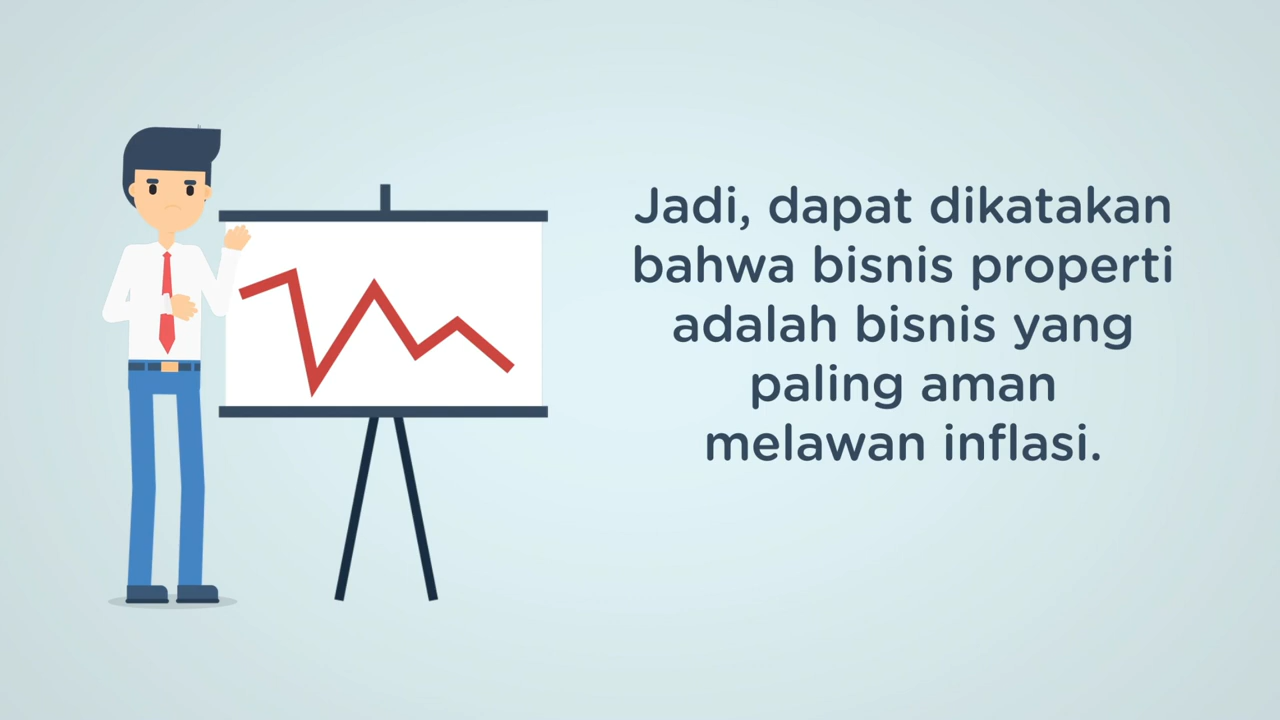 Jadi, dapat dikatakan
bahwa bisnis properti
adalah bisnis yang
paling aman
melawan inflasi.